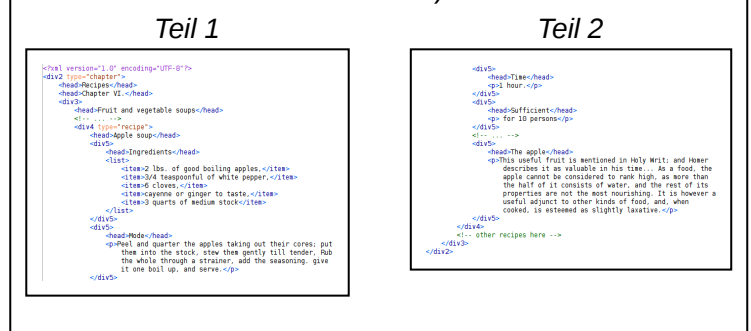 Teil 1
<?xml version="1.0" encoding="UTF-8"?>
<div2 type="chapter">
<head>Recipes</head>
<head>Chapter VI.</head>
<div3>
<head>Fruit and vegetable soups</head>
<!-- ... -->
<div4 type="recipe">
<head>Apple soup</head>
<div5>
<head>Ingredients</head>
<list>
<item>2 lbs. of good boiling apples,</item>
<item>3/4 teaspoonful of white pepper,</item>
<item>6 cloves,</item>
<item>cayenne or ginger to taste,</item>
<item>3 quarts of medium stock</item>
</list>
</div5>
<div5>
<head>Mode</head>
<p>Peel and quarter the apples taking out their cores; put
them into the stock, stew them gently till tender, Rub
the whole through a strainer, add the seasoning. give
it one boil up, and serve.</p>
</div5>
Teil 2
<div5>
<head>Time</head>
<p>1 hour.</p>
</div5>
<div5>
<head>Sufficient</head>
<p> for 10 persons</p>
</div5>
<!-- ... -->
<div5>
<head>The apple</head>
<p>This useful fruit is mentioned in Holy Writ; and Homer
describes it as valuable in his time... As a food, the
apple cannot be considered to rank high, as more than
the half of it consists of water, and the rest of its
properties are not the most nourishing. It is however a
useful adjunct to other kinds of food, and, when
cooked, is esteemed as slightly laxative.</p>
</div5>
</div4>
<!-- other recipes here -->
</div3>
</div2>